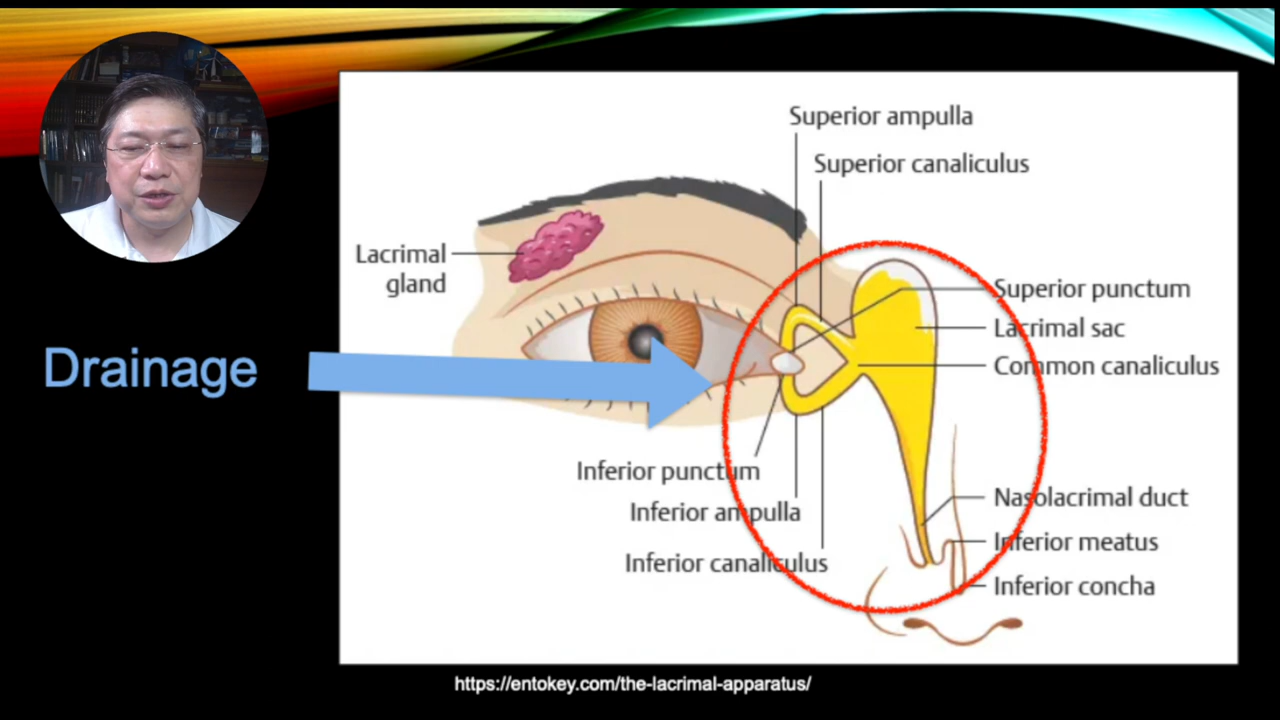 Superior ampulla
Superior canaliculus
Lacrimal
gland
Superior punctum
Lacrimal sac
Common canaliculus
Drainage
Inferior punctum
Inferior ampulla
Inferior canaliculus
Nasolacrimal duct
Inferior meatus
Inferior concha
https://entokey.com/the-lacrimal-apparatus/